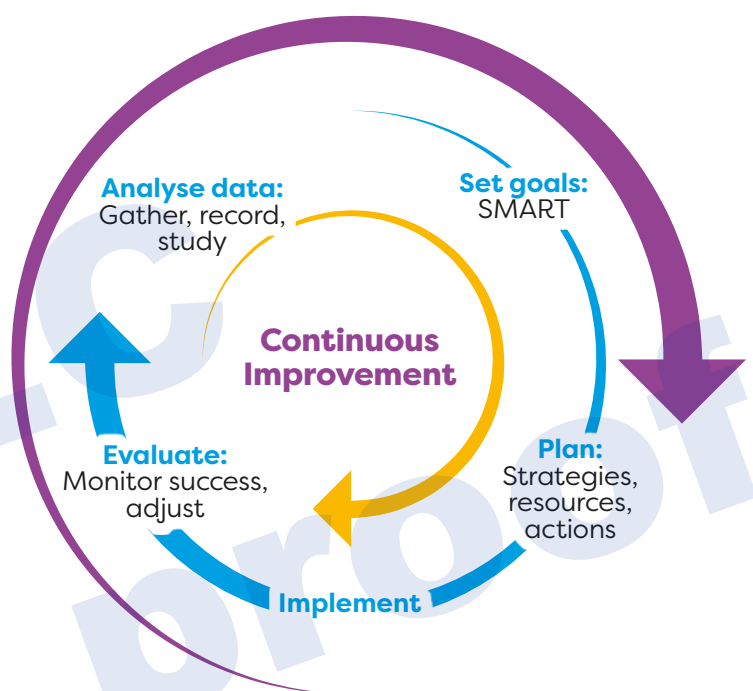 Analyse data:
Gather, record,
study
Set goals:
SMART
Continuous
Improvement
Evaluate:
Monitor success,
adjust
Plan:
Strategies,
resources,
actions
Implement
C
proof